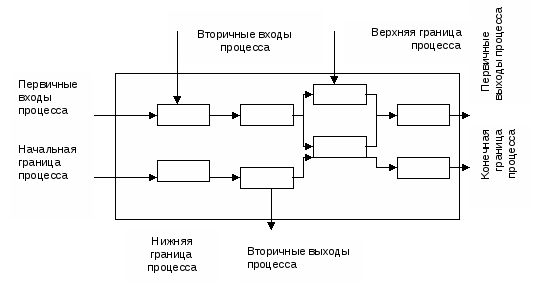 Вторичные входы
процесса
Верхняя граница
процесса
Первичные
выходы процесса
Первичные
входы
процесса
Начальная
граница
процесса
Конечная
граница
процесса
Нижняя
граница
процесса
Вторичные выходы
процесса